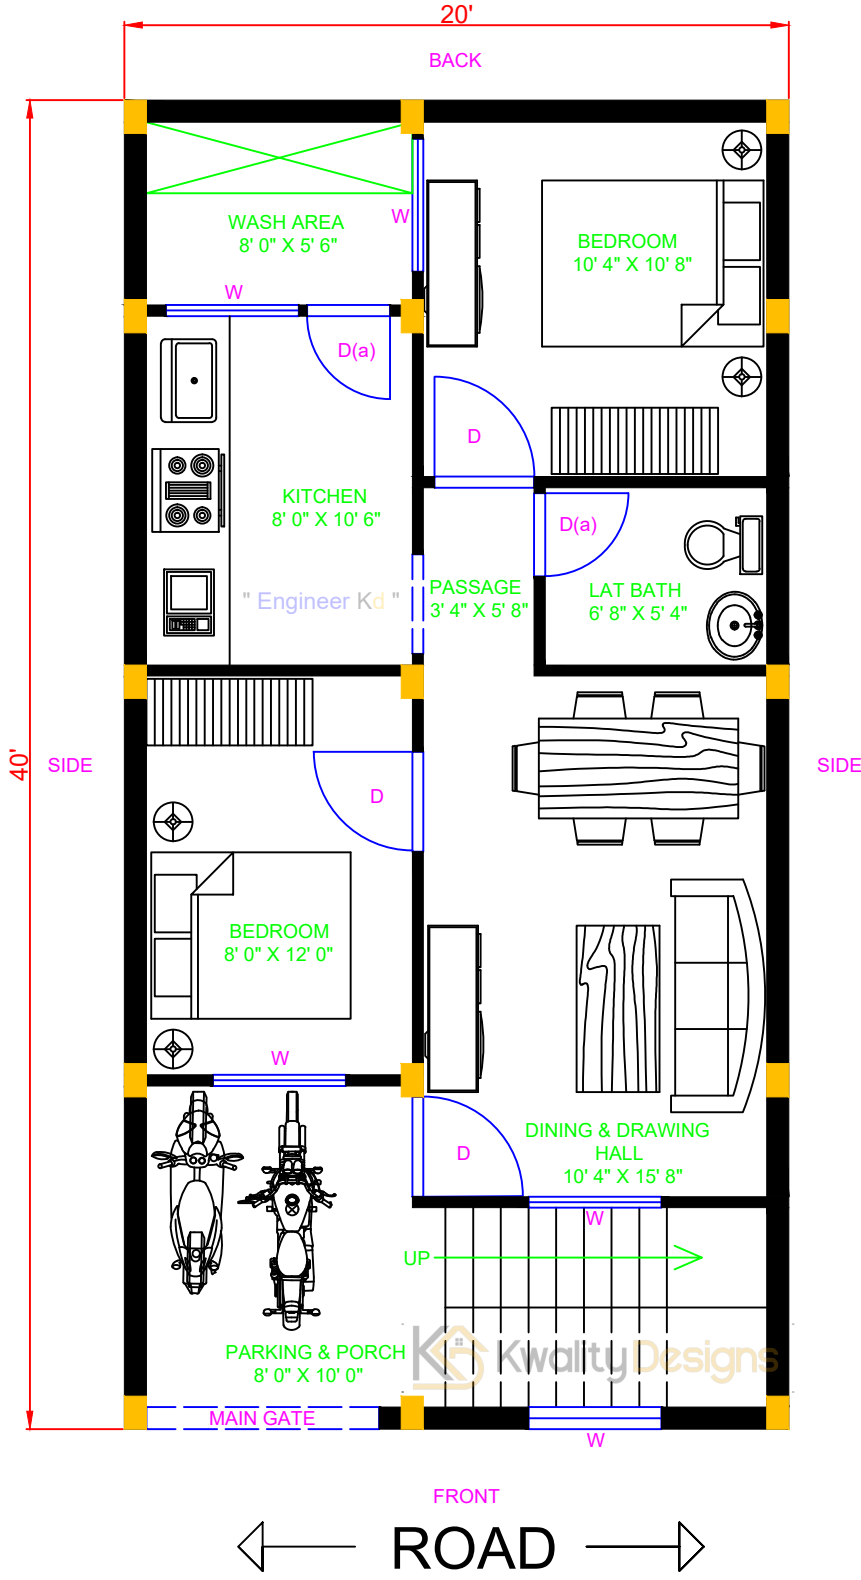 20'
BACK
WASH AREA
8' 0" X 5' 6"
W
BEDROOM
10' 4" X 10' 8"
W
D(a)
D
KITCHEN
8' 0" X 10' 6"
D(a)
" Engineer Kd "
PASSAGE
3' 4" X 5' 8"
LAT BATH
6' 8" X 5' 4"
40'
SIDE
SIDE
D
BEDROOM
8' 0" X 12' 0"
W
D
DINING & DRAWING
HALL
10' 4" X 15' 8"
W
UP
PARKING & PORCH
8' 0" X 10' 0"
Kwality Designs
MAIN GATE
W
FRONT
ROAD